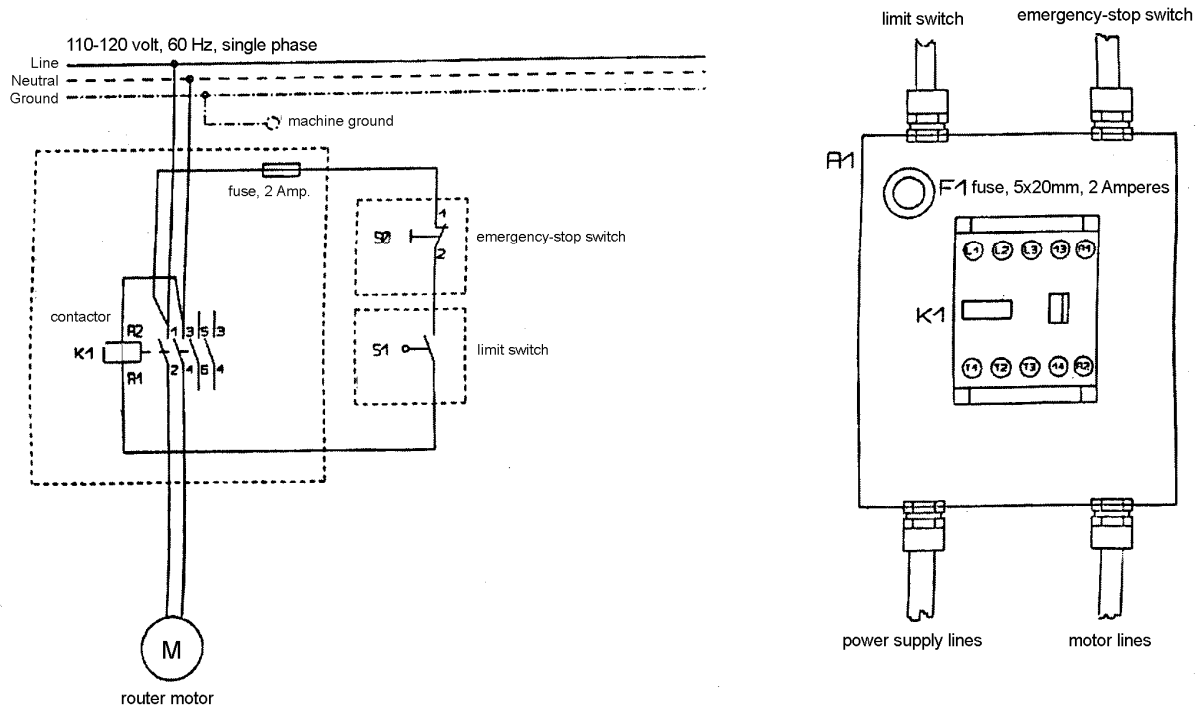 110-120 volt, 60 Hz, single phase
Line
Neutral
Ground
machine ground
fuse, 2 Amp.
1
S0
emergency-stop switch
2
contactor
A2
1 3 5 3
K1
A1
2 4 6 4
S1
limit switch
M
router motor
limit switch
emergency-stop switch
A1
F1 fuse, 5x20mm, 2 Amperes
L1 L2 L3 13 A1
K1
T1 T2 T3 14 A2
power supply lines
motor lines